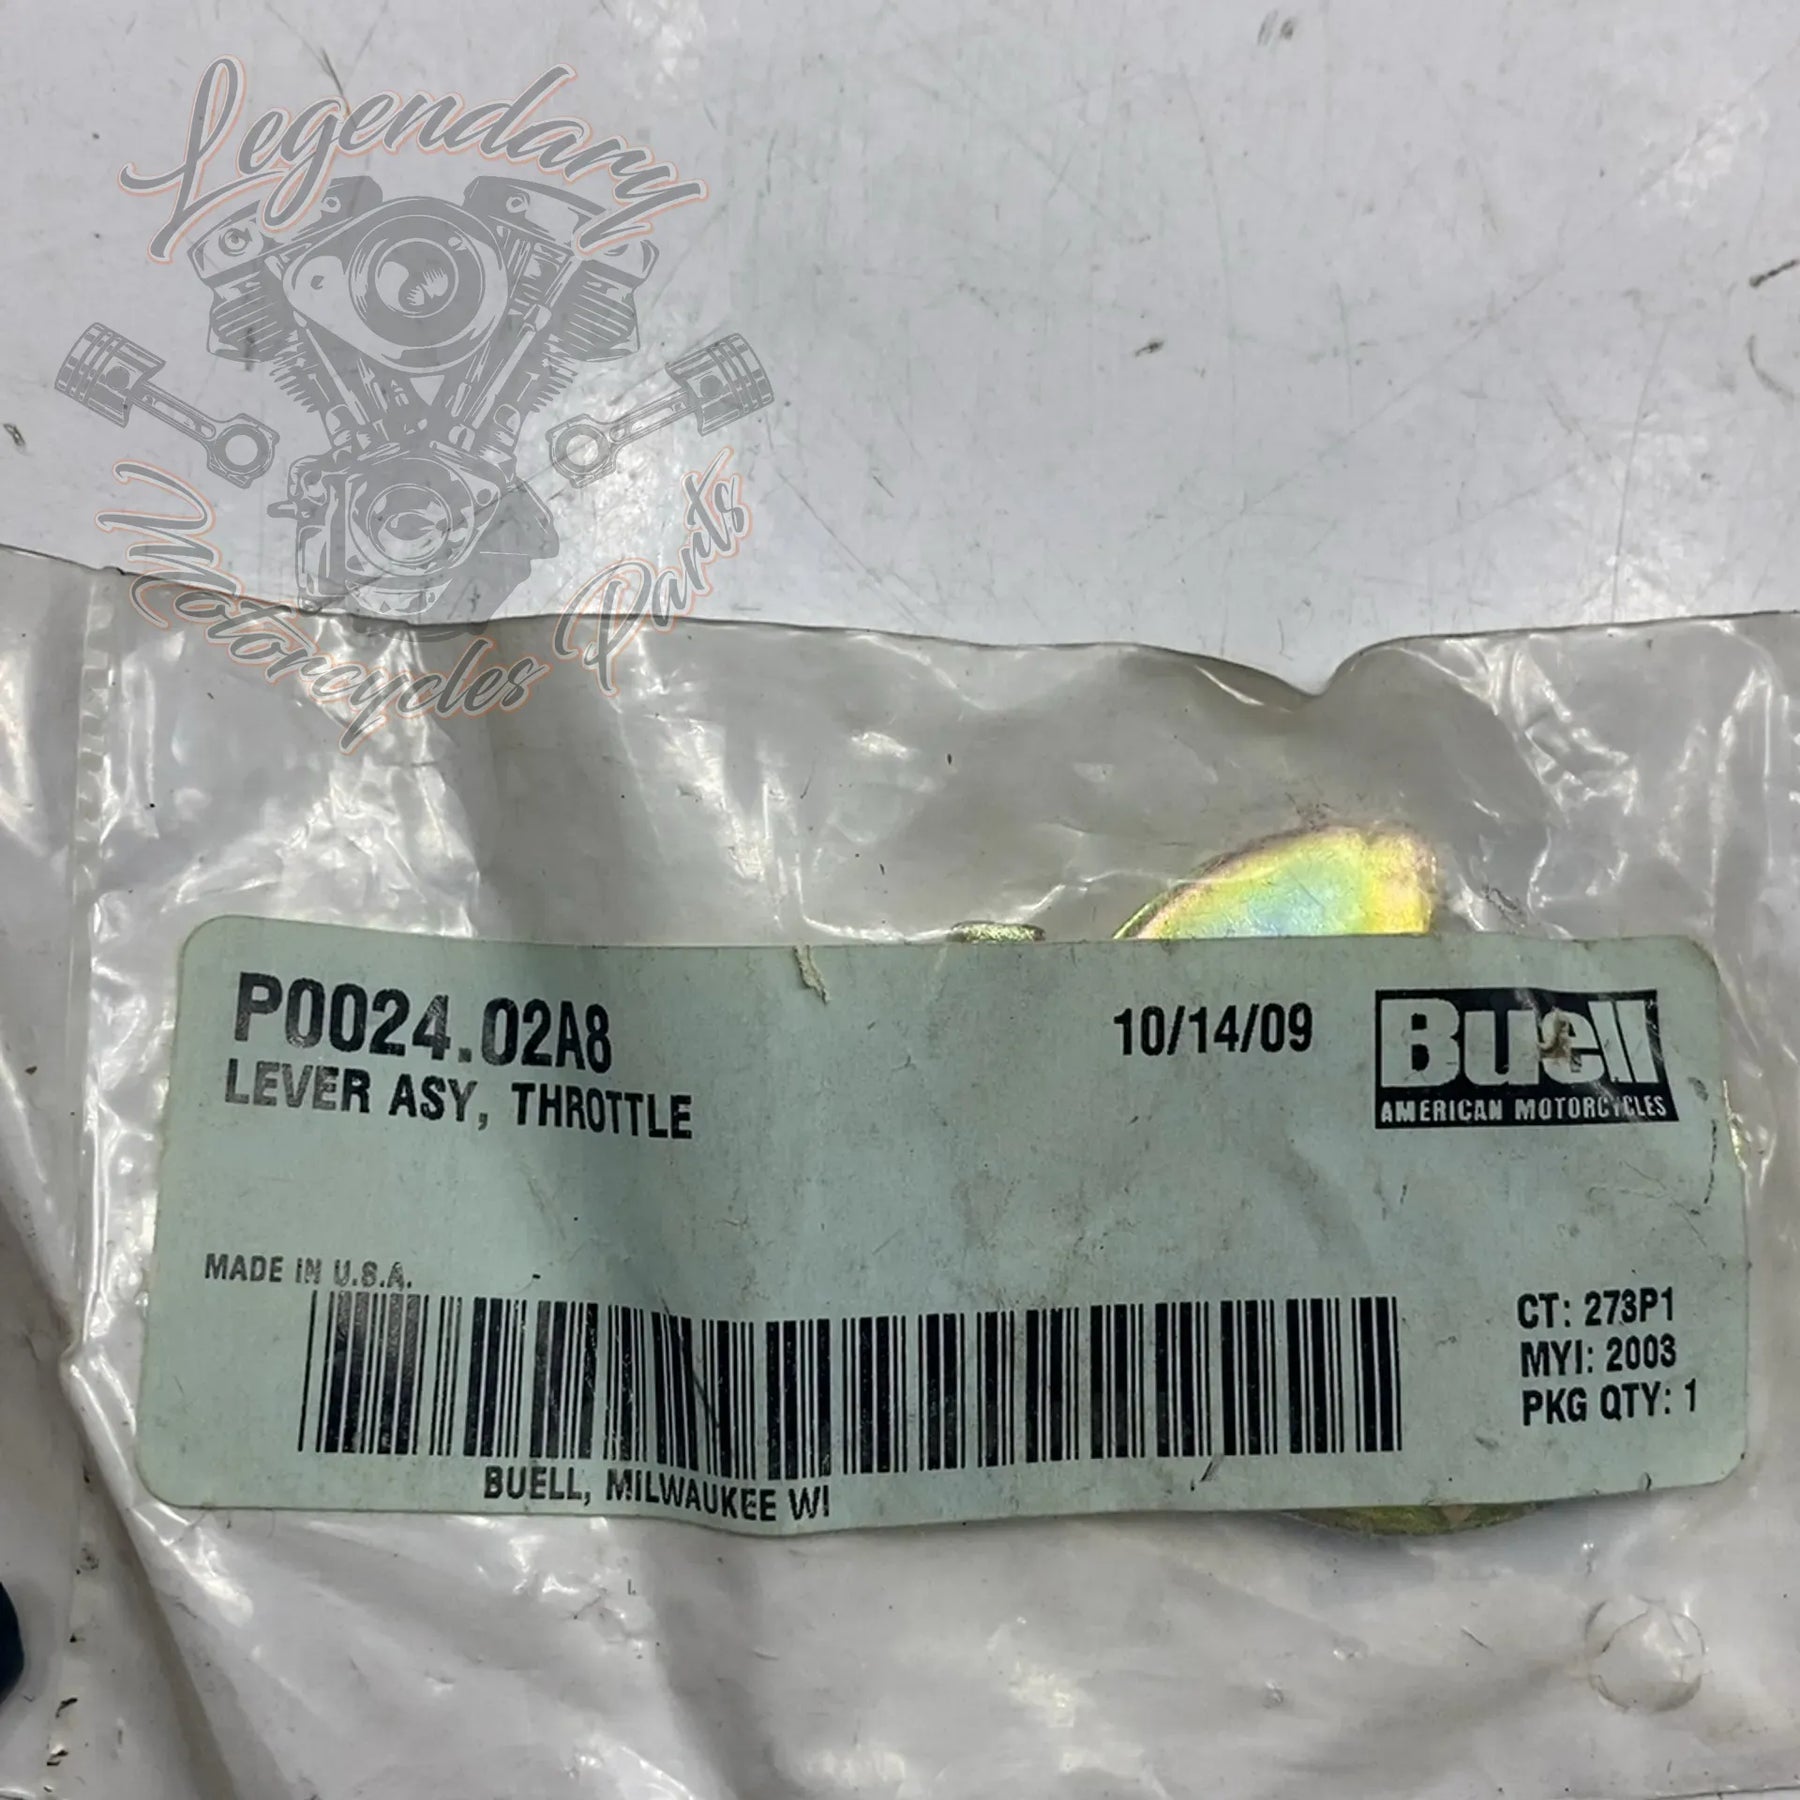 Legendary
Motorcycles Parts
P0024.02A8
LEVER ASY, THROTTLE
10/14/09
Buell
AMERICAN MOTORCYCLES
MADE IN U.S.A.
CT: 273P1
MYI: 2003
PKG QTY: 1
BUELL, MILWAUKEE WI